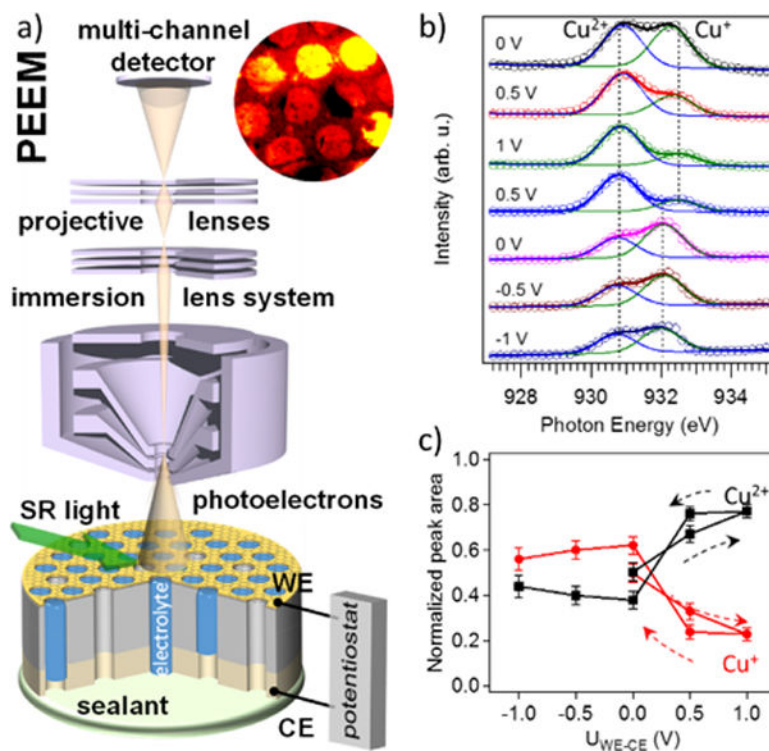 a)
PEEM
multi-channel
detector
projective lenses
immersion lens system
photoelectrons
SR light
WE
electrolyte
potentiostat
sealant
CE
b)
Cu²⁺ Cu⁺
0 V
0.5 V
1 V
0.5 V
0 V
-0.5 V
-1 V
Intensity (arb. u.)
928 930 932 934
Photon Energy (eV)
c)
1.0
0.8
0.6
0.4
0.2
0.0
Normalized peak area
Cu²⁺
Cu⁺
-1.0 -0.5 0.0 0.5 1.0
U_WE-CE (V)